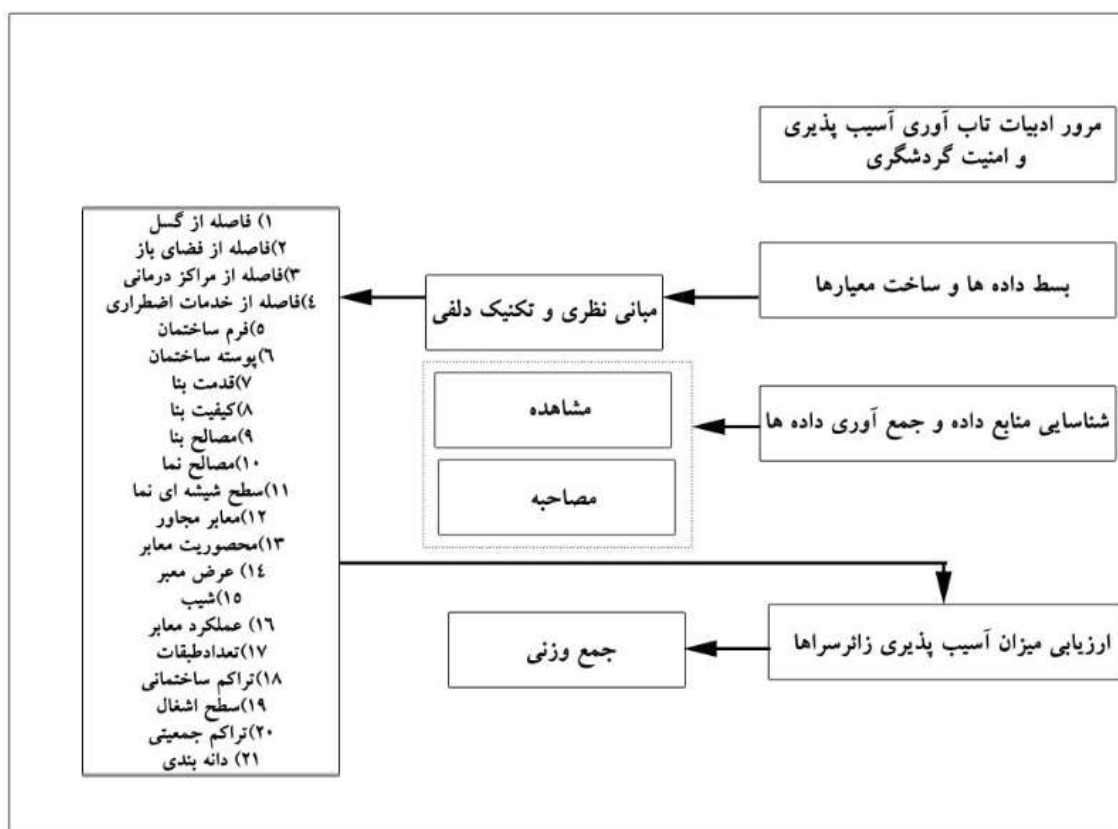 مرور ادبیات تاب آوری آسیب پذیری
و امنیت گردشگری
بسط داده ها و ساخت معیارها
مبانی نظری و تکنیک دلفی
۱) فاصله از گسل
۲)فاصله از فضای باز
۳)فاصله از مراکز درمانی
۴)فاصله از خدمات اضطراری
۵)فرم ساختمان
۶)پوسته ساختمان
۷)قدمت بنا
۸)کیفیت بنا
۹)مصالح بنا
۱۰)مصالح نما
۱۱)سطح شیشه ای نما
۱۲)معابر مجاور
۱۳)محصوریت معابر
۱۴) عرض معبر
۱۵)شیب
۱۶) عملکرد معابر
۱۷)تعدادطبقات
۱۸)تراکم ساختمانی
۱۹)سطح اشغال
۲۰)تراکم جمعیتی
۲۱) دانه بندی
شناسایی منابع داده و جمع آوری داده ها
مشاهده
مصاحبه
ارزیابی میزان آسیب پذیری زائرسراها
جمع وزنی